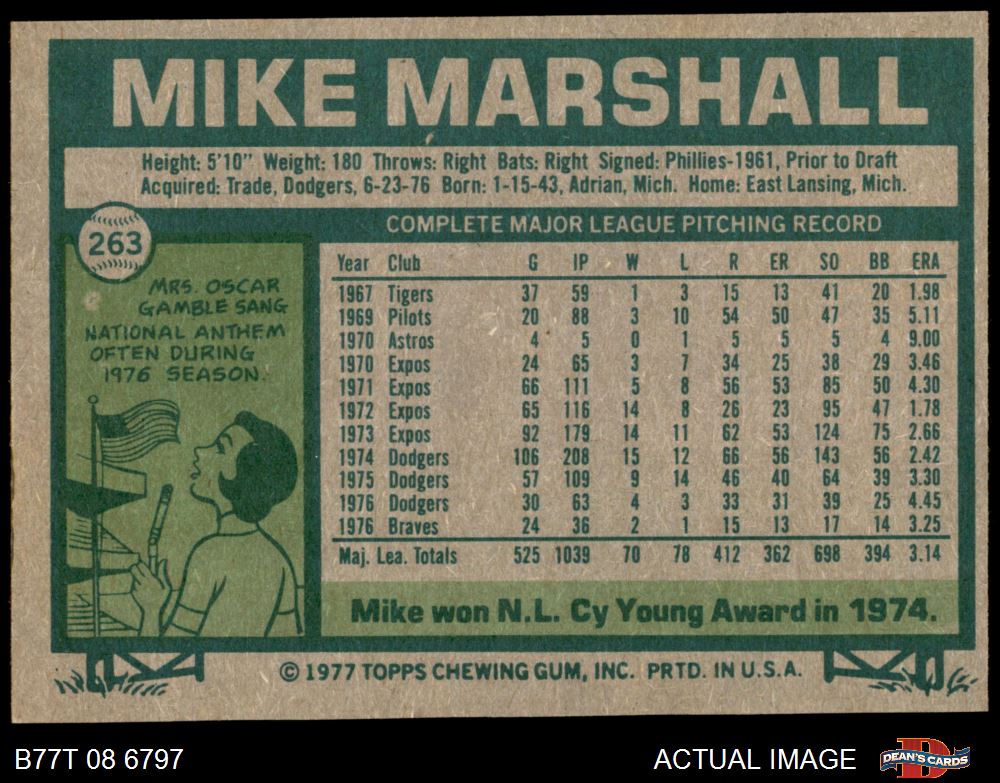 MIKE MARSHALL
Height: 5'10" Weight: 180 Throws: Right Bats: Right Signed: Phillies-1961, Prior to Draft
Acquired: Trade, Dodgers, 6-23-76 Born: 1-15-43, Adrian, Mich. Home: East Lansing, Mich.
263
MRS. OSCAR
GAMBLE SANG
NATIONAL ANTHEM
OFTEN DURING
1976 SEASON.
COMPLETE MAJOR LEAGUE PITCHING RECORD
Year Club G IP W L R ER SO BB ERA
1967 Tigers 37 59 1 3 15 13 41 20 1.98
1969 Pilots 20 88 3 10 54 50 47 35 5.11
1970 Astros 4 5 0 1 5 5 5 4 9.00
1970 Expos 24 65 3 7 34 25 38 29 3.46
1971 Expos 66 111 5 8 56 53 85 50 4.30
1972 Expos 65 116 14 8 26 23 95 47 1.78
1973 Expos 92 179 14 11 62 53 124 75 2.66
1974 Dodgers 106 208 15 12 66 56 143 56 2.42
1975 Dodgers 57 109 9 14 46 40 64 39 3.30
1976 Dodgers 30 63 4 3 33 31 39 25 4.45
1976 Braves 24 36 2 1 15 13 17 14 3.25
Maj. Lea. Totals 525 1039 70 78 412 362 698 394 3.14
Mike won N.L. Cy Young Award in 1974.
© 1977 TOPPS CHEWING GUM, INC. PRTD. IN U.S.A.
B77T 08 6797
ACTUAL IMAGE
DEAN'S CARDS